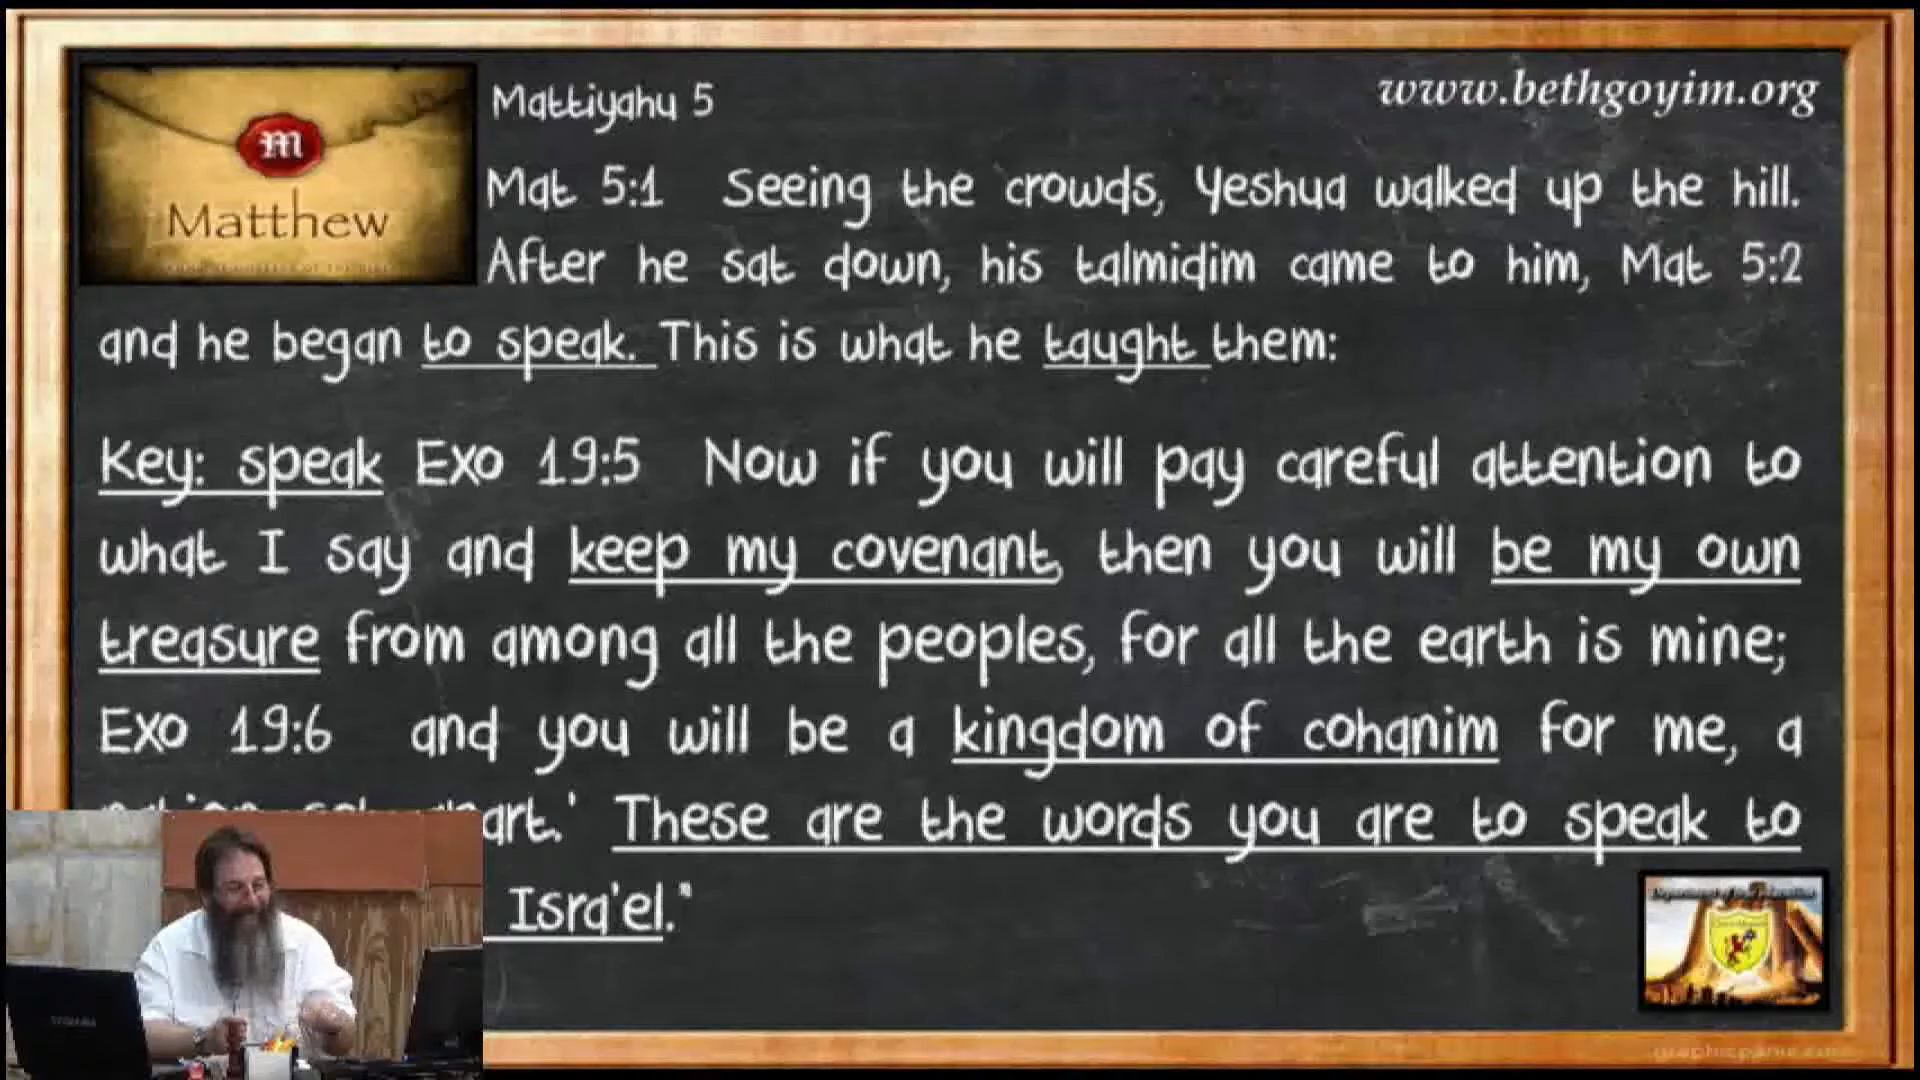 Mattiyahu 5
www.bethgoyim.org
M
Matthew
Mat 5:1 Seeing the crowds, Yeshua walked up the hill.
After he sat down, his talmidim came to him, Mat 5:2
and he began to speak. This is what he taught them:
Key: speak Exo 19:5 Now if you will pay careful attention to
what I say and keep my covenant, then you will be my own
treasure from among all the peoples, for all the earth is mine;
Exo 19:6 and you will be a kingdom of cohanim for me, a
These are the words you are to speak to
Isra'el."
TOSHIBA